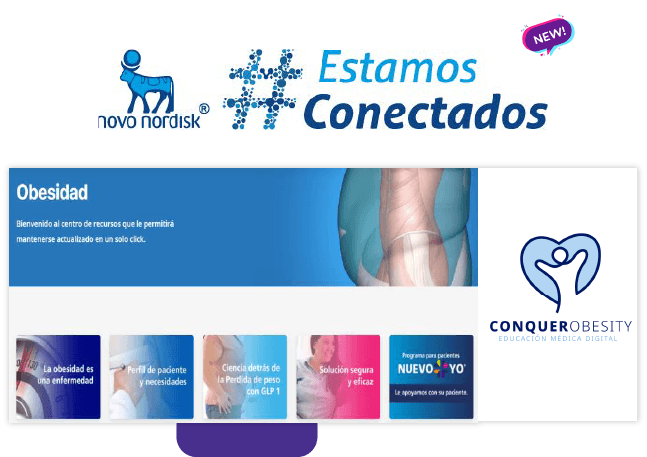 NEW!
novo nordisk®
#Estamos
Conectados
Obesidad
Bienvenido al centro de recursos que le permitirá
mantenerse actualizado en un solo click.
CONQUEROBESITY
EDUCACIÓN MEDICA DIGITAL
La obesidad es
una enfermedad
Perfil de paciente
y necesidades
Ciencia detrás de
la Perdida de peso
con GLP 1
Solución segura
y eficaz
Programa para pacientes
NUEVO YO®
Le apoyamos con su paciente.